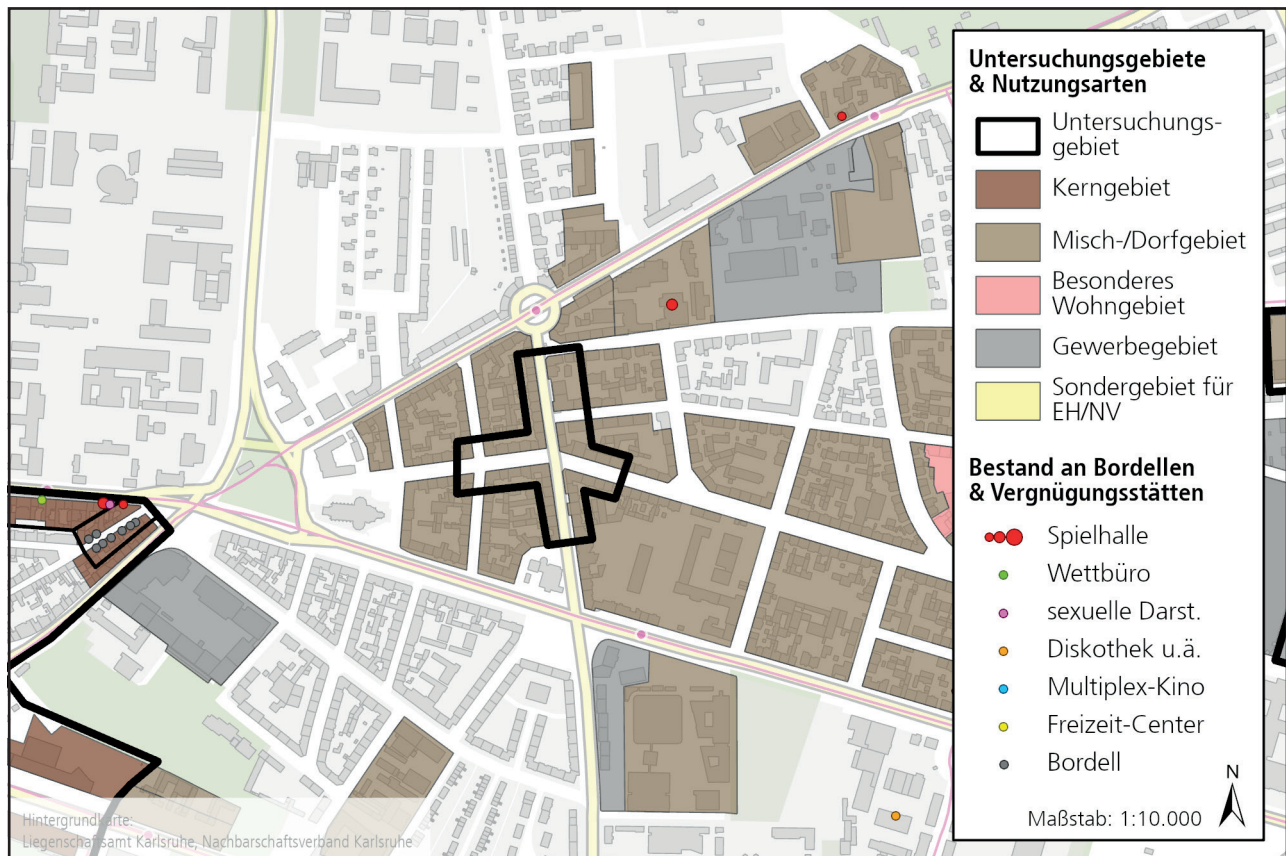 Untersuchungsgebiete
& Nutzungsarten
Untersuchungs-
gebiet
Kerngebiet
Misch-/Dorfgebiet
Besonderes
Wohngebiet
Gewerbegebiet
Sondergebiet für
EH/NV
Bestand an Bordellen
& Vergnügungsstätten
Spielhalle
Wettbüro
sexuelle Darst.
Diskothek u.ä.
Multiplex-Kino
Freizeit-Center
Bordell
N
Maßstab: 1:10.000
Hintergrundkarte:
Liegenschaftsamt Karlsruhe, Nachbarschaftsverband Karlsruhe